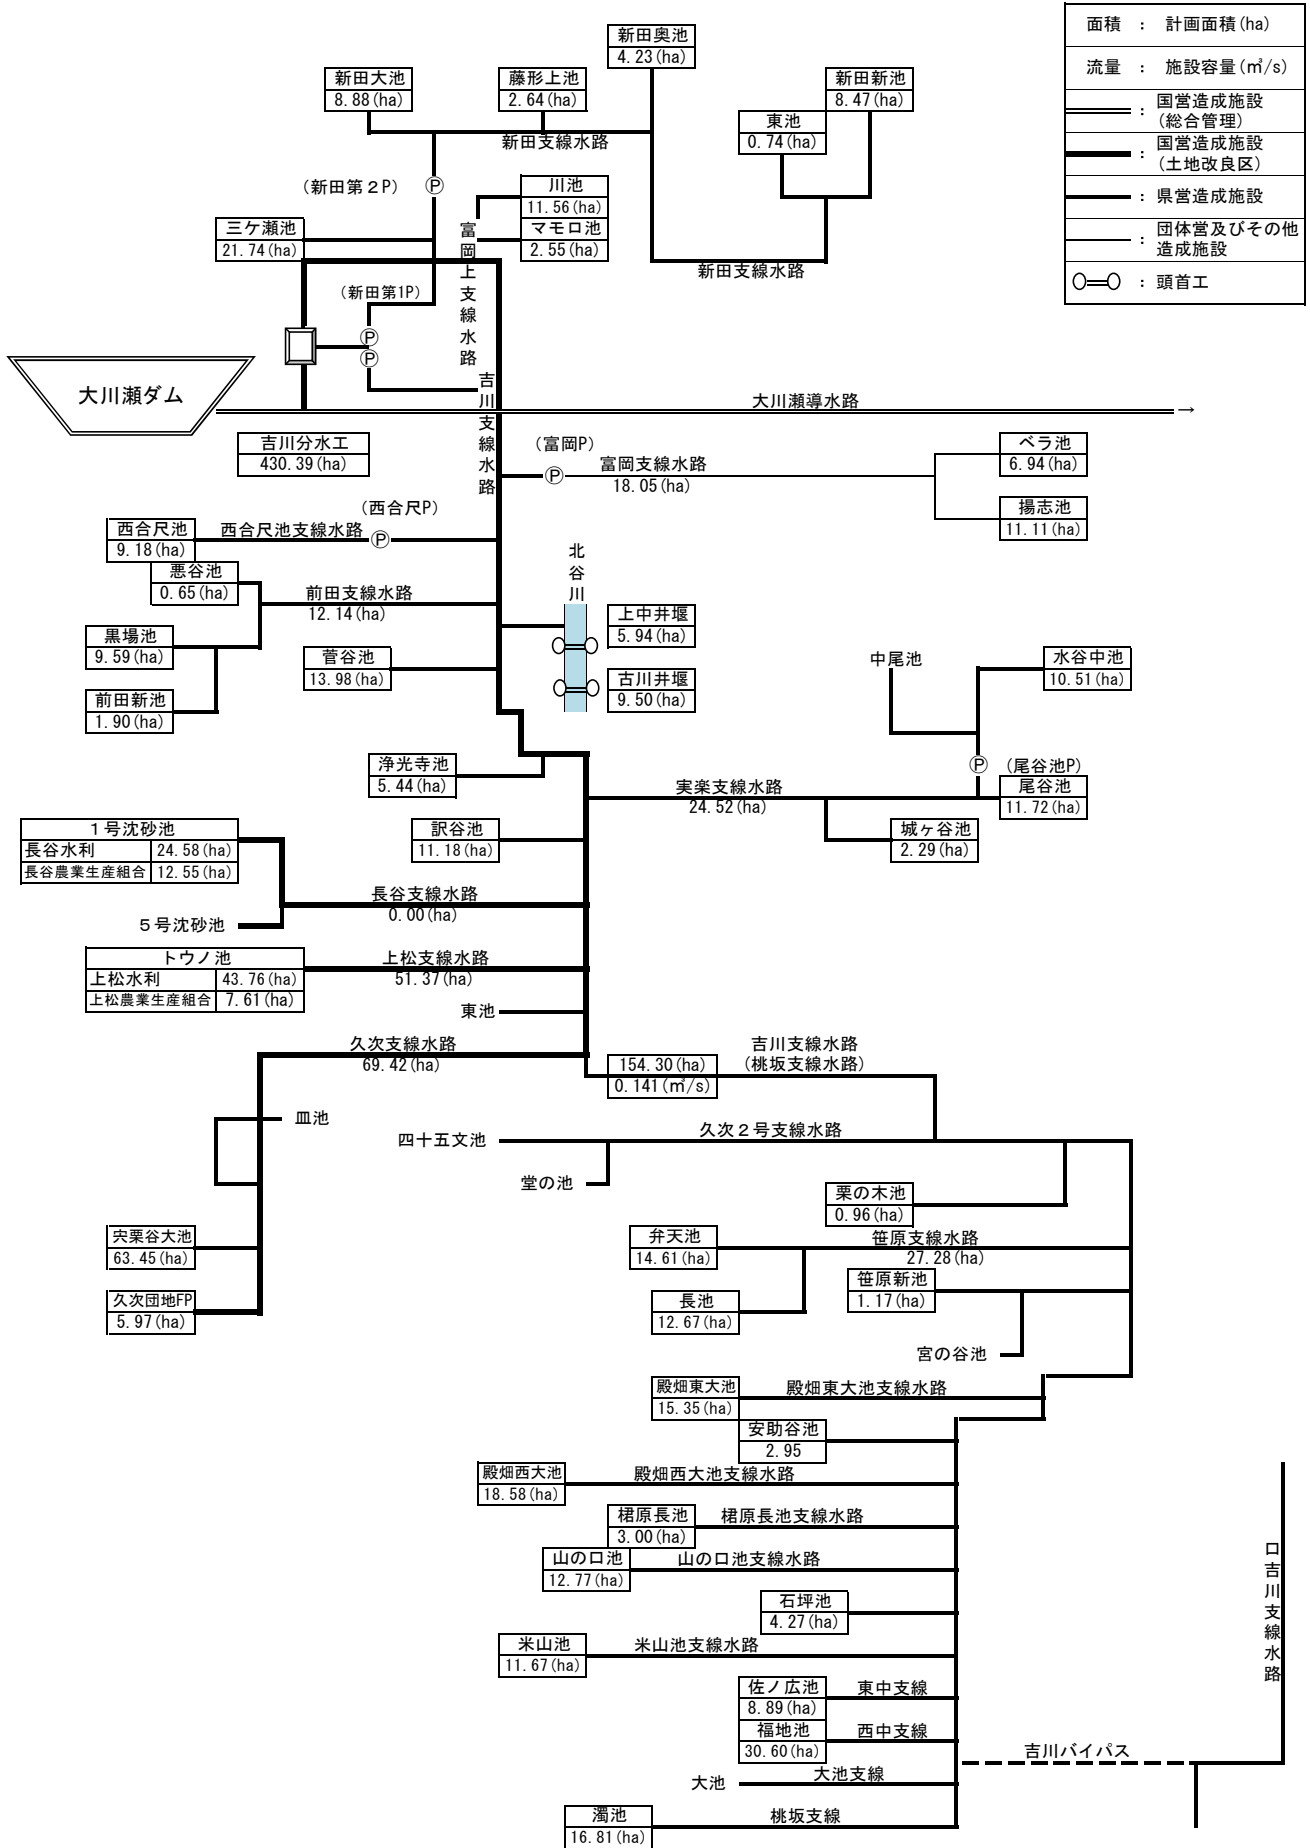 面積 ： 計画面積(ha)
流量 ： 施設容量(㎥/s)
： 国営造成施設
(総合管理)
： 国営造成施設
(土地改良区)
： 県営造成施設
： 団体営及びその他
造成施設
： 頭首工
新田奥池
4.23(ha)
新田大池
8.88(ha)
藤形上池
2.64(ha)
新田新池
8.47(ha)
東池
0.74(ha)
新田支線水路
(新田第２P)
Ⓟ
川池
11.56(ha)
マモロ池
2.55(ha)
三ケ瀬池
21.74(ha)
富岡上支線水路
新田支線水路
(新田第1P)
Ⓟ
Ⓟ
大川瀬ダム
吉川支線水路
大川瀬導水路
→
吉川分水工
430.39(ha)
(富岡P)
Ⓟ
富岡支線水路
18.05(ha)
ベラ池
6.94(ha)
揚志池
11.11(ha)
(西合尺P)
西合尺池
9.18(ha)
西合尺池支線水路
Ⓟ
悪谷池
0.65(ha)
前田支線水路
12.14(ha)
北谷川
上中井堰
5.94(ha)
黒場池
9.59(ha)
菅谷池
13.98(ha)
古川井堰
9.50(ha)
前田新池
1.90(ha)
中尾池
水谷中池
10.51(ha)
浄光寺池
5.44(ha)
Ⓟ
(尾谷池P)
実楽支線水路
24.52(ha)
尾谷池
11.72(ha)
１号沈砂池
長谷水利 24.58(ha)
長谷農業生産組合 12.55(ha)
訳谷池
11.18(ha)
城ヶ谷池
2.29(ha)
長谷支線水路
0.00(ha)
５号沈砂池
トウノ池
上松水利 43.76(ha)
上松農業生産組合 7.61(ha)
上松支線水路
51.37(ha)
東池
久次支線水路
69.42(ha)
154.30(ha)
0.141(㎥/s)
吉川支線水路
(桃坂支線水路)
皿池
四十五文池
久次２号支線水路
堂の池
栗の木池
0.96(ha)
宍粟谷大池
63.45(ha)
弁天池
14.61(ha)
笹原支線水路
27.28(ha)
笹原新池
1.17(ha)
久次団地FP
5.97(ha)
長池
12.67(ha)
宮の谷池
殿畑東大池
15.35(ha)
殿畑東大池支線水路
安助谷池
2.95
殿畑西大池
18.58(ha)
殿畑西大池支線水路
桾原長池
3.00(ha)
桾原長池支線水路
山の口池
12.77(ha)
山の口池支線水路
石坪池
4.27(ha)
口吉川支線水路
米山池
11.67(ha)
米山池支線水路
佐ノ広池
8.89(ha)
東中支線
福地池
30.60(ha)
西中支線
吉川バイパス
大池
大池支線
濁池
16.81(ha)
桃坂支線